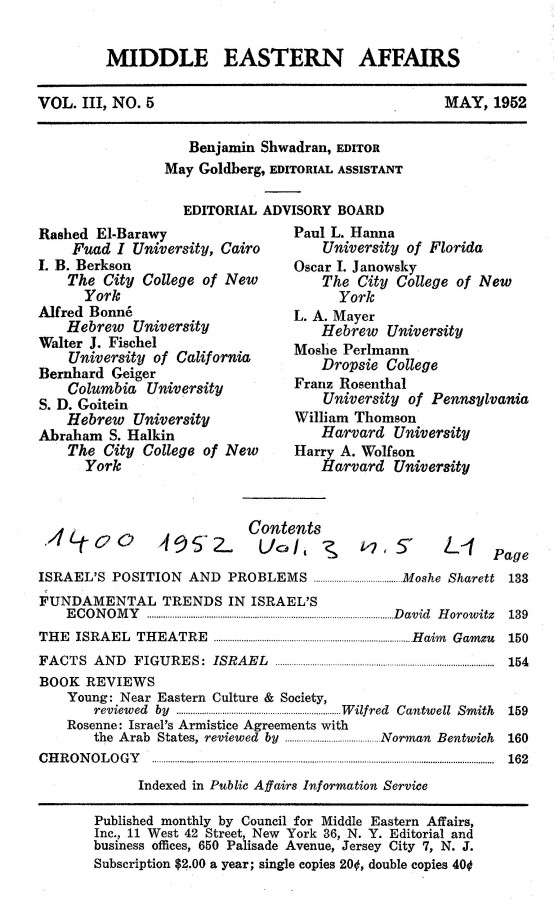 MIDDLE EASTERN AFFAIRS
VOL. III, NO. 5 MAY, 1952
Benjamin Shwadran, EDITOR
May Goldberg, EDITORIAL ASSISTANT
EDITORIAL ADVISORY BOARD
Rashed El-Barawy
Fuad I University, Cairo
I. B. Berkson
The City College of New
York
Alfred Bonné
Hebrew University
Walter J. Fischel
University of California
Bernhard Geiger
Columbia University
S. D. Goitein
Hebrew University
Abraham S. Halkin
The City College of New
York
Paul L. Hanna
University of Florida
Oscar I. Janowsky
The City College of New
York
L. A. Mayer
Hebrew University
Moshe Perlmann
Dropsie College
Franz Rosenthal
University of Pennsylvania
William Thomson
Harvard University
Harry A. Wolfson
Harvard University
Contents
1400 1952 Vol. 3 n. 5 L1
Page
ISRAEL'S POSITION AND PROBLEMS Moshe Sharett 133
FUNDAMENTAL TRENDS IN ISRAEL'S
ECONOMY David Horowitz 139
THE ISRAEL THEATRE Haim Gamzu 150
FACTS AND FIGURES: ISRAEL 154
BOOK REVIEWS
Young: Near Eastern Culture & Society,
reviewed by Wilfred Cantwell Smith 159
Rosenne: Israel's Armistice Agreements with
the Arab States, reviewed by Norman Bentwich 160
CHRONOLOGY 162
Indexed in Public Affairs Information Service
Published monthly by Council for Middle Eastern Affairs,
Inc., 11 West 42 Street, New York 36, N. Y. Editorial and
business offices, 650 Palisade Avenue, Jersey City 7, N. J.
Subscription $2.00 a year; single copies 20¢, double copies 40¢